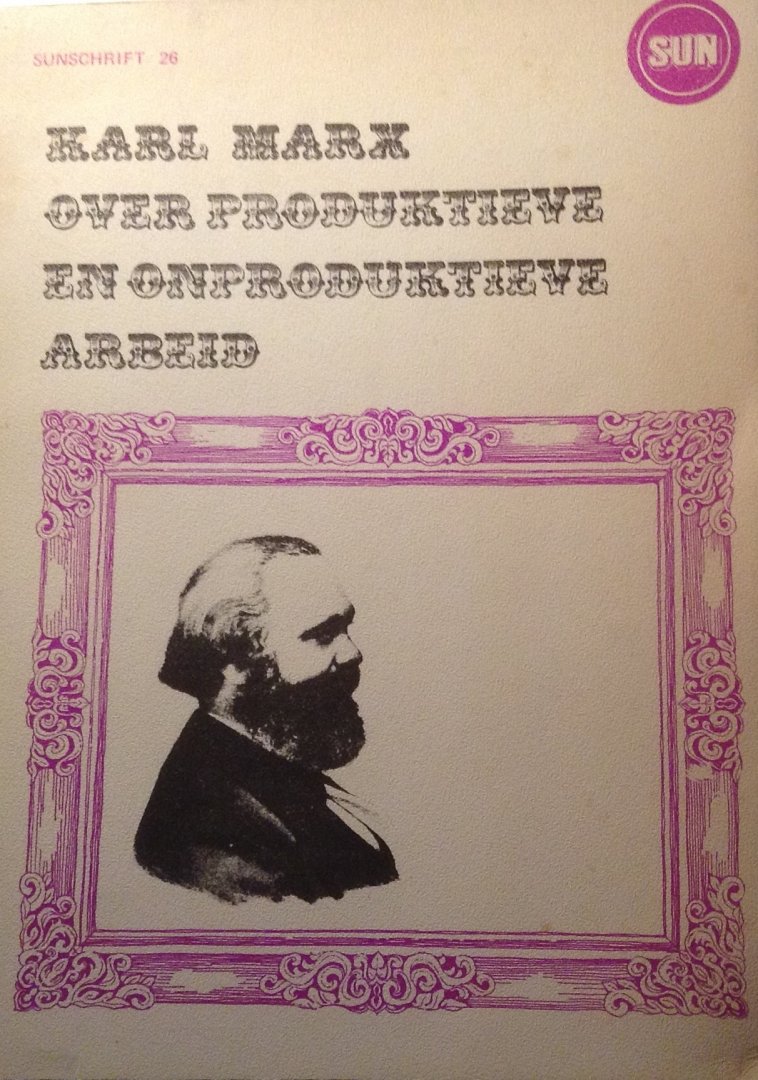 SUNSCHRIFT 26
SUN
KARL MARX
OVER PRODUKTIEVE
EN ONPRODUKTIEVE
ARBEID